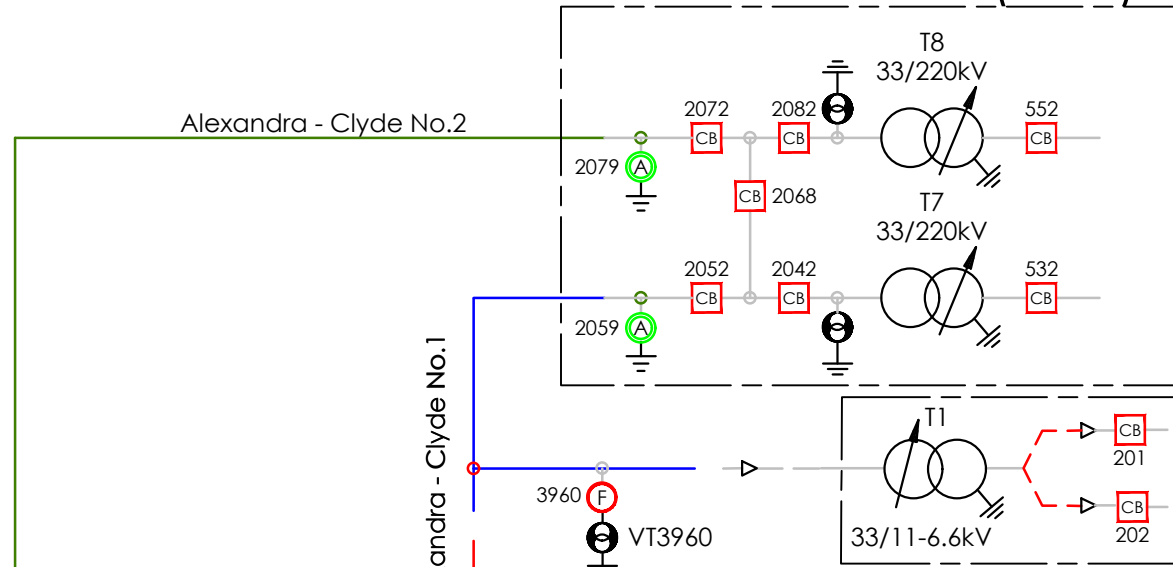 T8
33/220kV
Alexandra - Clyde No.2
2072
2082
552
CB
CB
CB
2079
A
CB
2068
T7
33/220kV
2052
2042
532
CB
CB
CB
2059
A
andra - Clyde No.1
T1
CB
201
3960
F
CB
VT3960
33/11-6.6kV
202